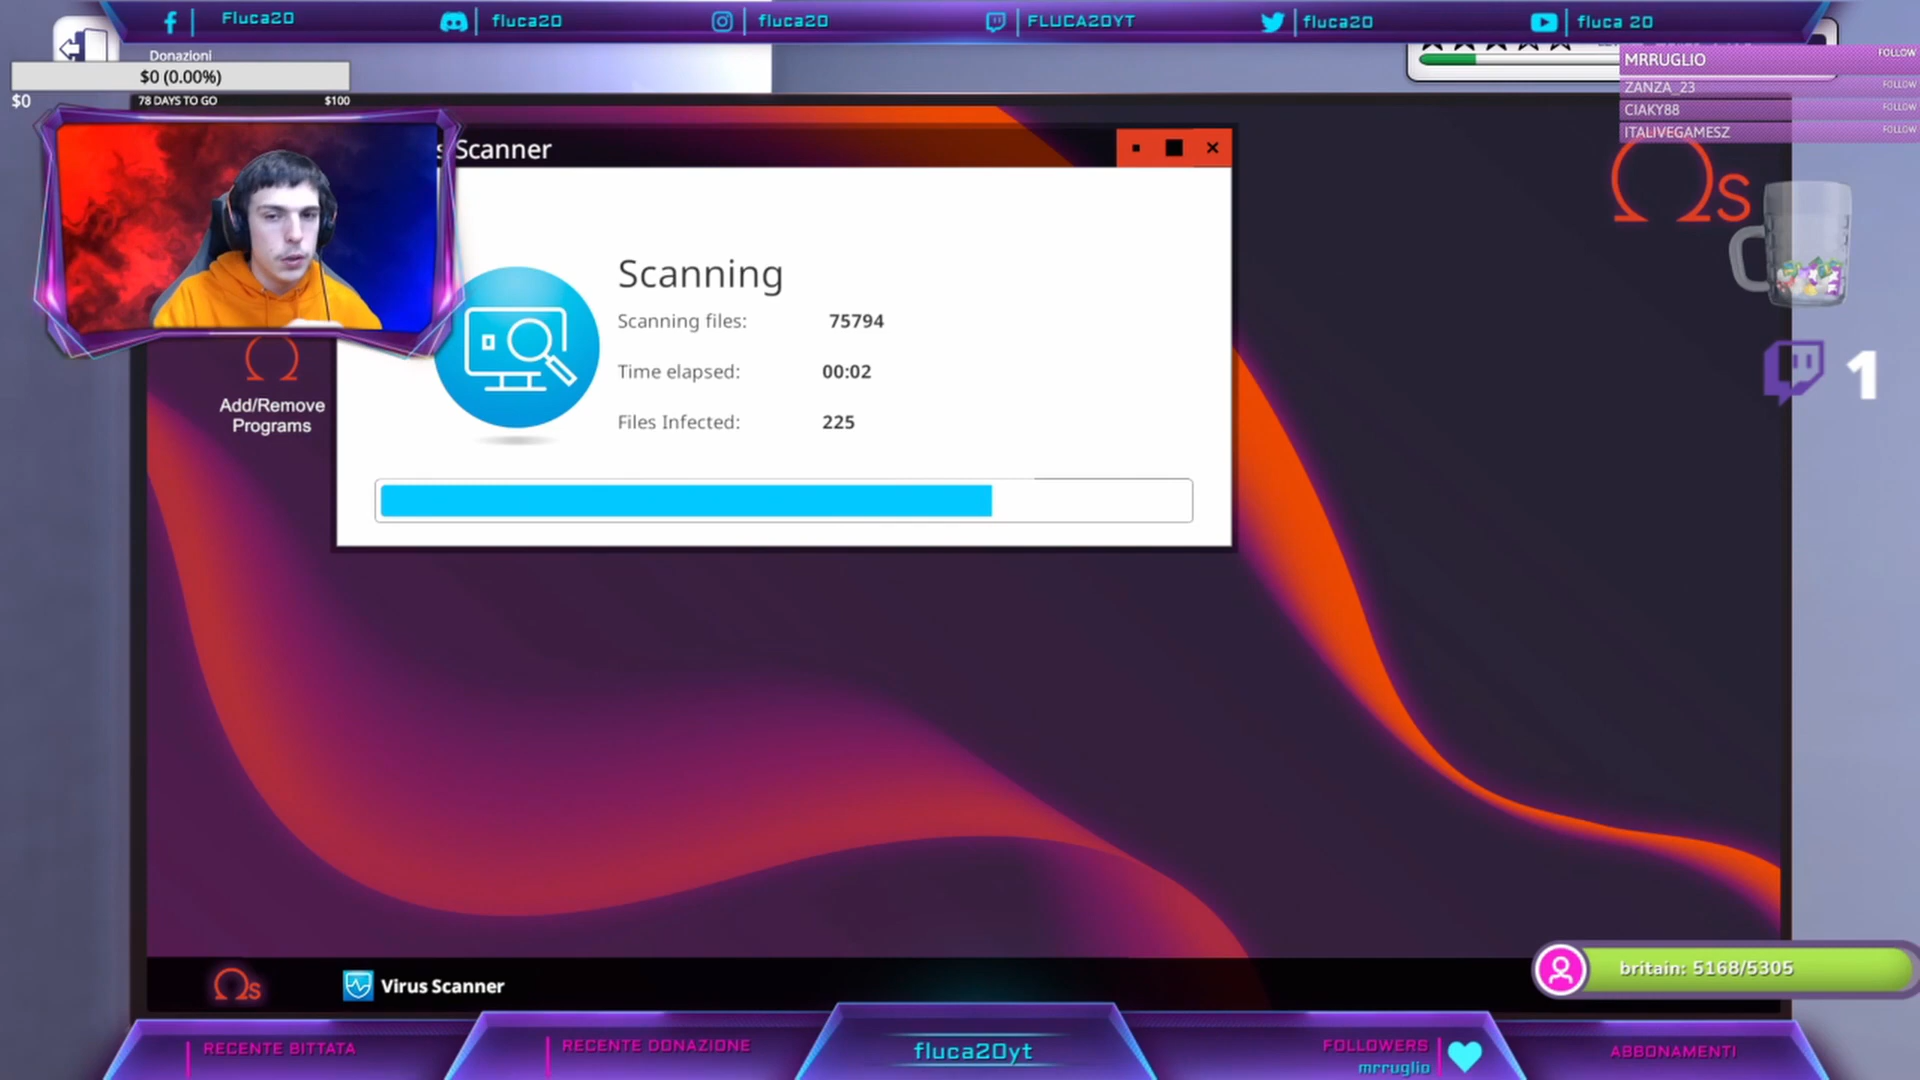 Fluca20
fluca20
fluca20
FLUCA20YT
fluca20
fluca 20
Donazioni
$0 (0.00%)
$0
78 DAYS TO GO
$100
MRRUGLIO
FOLLOW
ZANZA_23
FOLLOW
CIAKY88
FOLLOW
ITALIVEGAMESZ
FOLLOW
s Scanner
Ωs
Scanning
Scanning files: 75794
Time elapsed: 00:02
Files Infected: 225
1
Add/Remove
Programs
Ωs
Virus Scanner
britain: 5168/5305
RECENTE BITTATA
RECENTE DONAZIONE
fluca20yt
FOLLOWERS
mrruglio
ABBONAMENTI